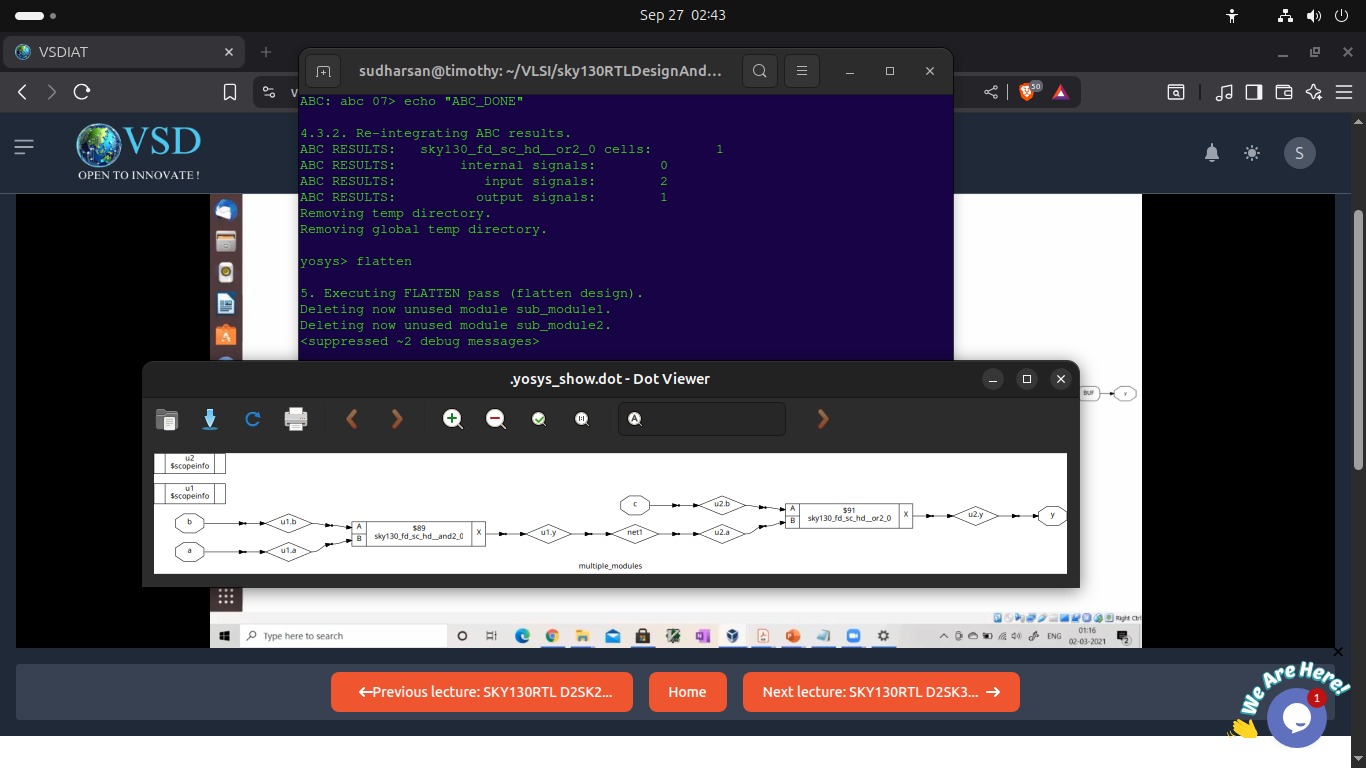 Sep 27 02:43
VSDIAT
sudharsan@timothy: ~/VLSI/sky130RTLDesignAnd...
50
VSD
OPEN TO INNOVATE !
S
ABC: abc 07> echo "ABC_DONE"
4.3.2. Re-integrating ABC results.
ABC RESULTS: sky130_fd_sc_hd__or2_0 cells: 1
ABC RESULTS: internal signals: 0
ABC RESULTS: input signals: 2
ABC RESULTS: output signals: 1
Removing temp directory.
Removing global temp directory.
yosys> flatten
5. Executing FLATTEN pass (flatten design).
Deleting now unused module sub_module1.
Deleting now unused module sub_module2.
<suppressed ~2 debug messages>
.yosys_show.dot - Dot Viewer
BUF
y
u2
$scopeinfo
u1
$scopeinfo
b
u1.b
a
u1.a
A
B
$89
sky130_fd_sc_hd__and2_0
X
u1.y
net1
c
u2.b
u2.a
A
B
$91
sky130_fd_sc_hd__or2_0
X
u2.y
y
multiple_modules
Right Ctrl
Type here to search
ENG
01:16
02-03-2021
2
←Previous lecture: SKY130RTL D2SK2...
Home
Next lecture: SKY130RTL D2SK3... →
We Are Here!
1